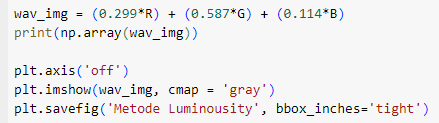 wav_img = (0.299*R) + (0.587*G) + (0.114*B)
print(np.array(wav_img))
plt.axis('off')
plt.imshow(wav_img, cmap = 'gray')
plt.savefig('Metode Luminousity', bbox_inches='tight')